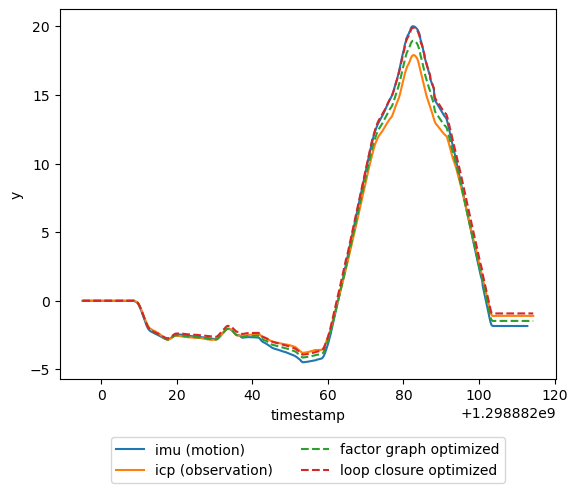 20
15
10
5
0
−5
y
0 20 40 60 80 100 120
timestamp
+1.298882e9
imu (motion)
icp (observation)
factor graph optimized
loop closure optimized